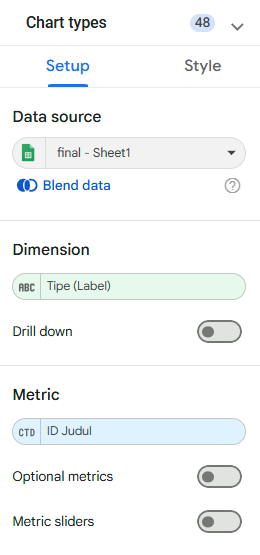 Chart types 48
Setup Style
Data source
final - Sheet1
Blend data ?
Dimension
ABC Tipe (Label)
Drill down
Metric
CTD ID Judul
Optional metrics
Metric sliders